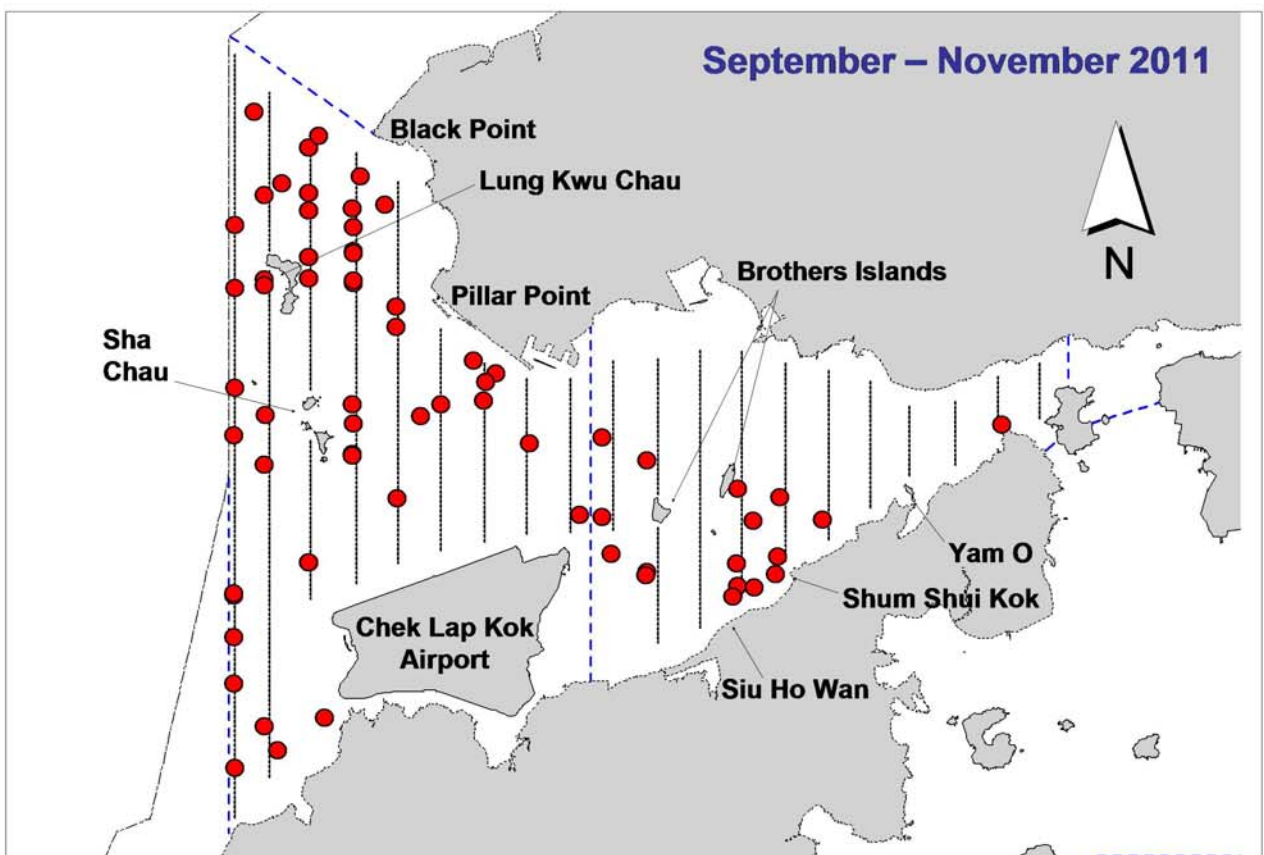 September – November 2011
Black Point
Lung Kwu Chau
N
Brothers Islands
Pillar Point
Sha
Chau
Yam O
Shum Shui Kok
Chek Lap Kok
Airport
Siu Ho Wan